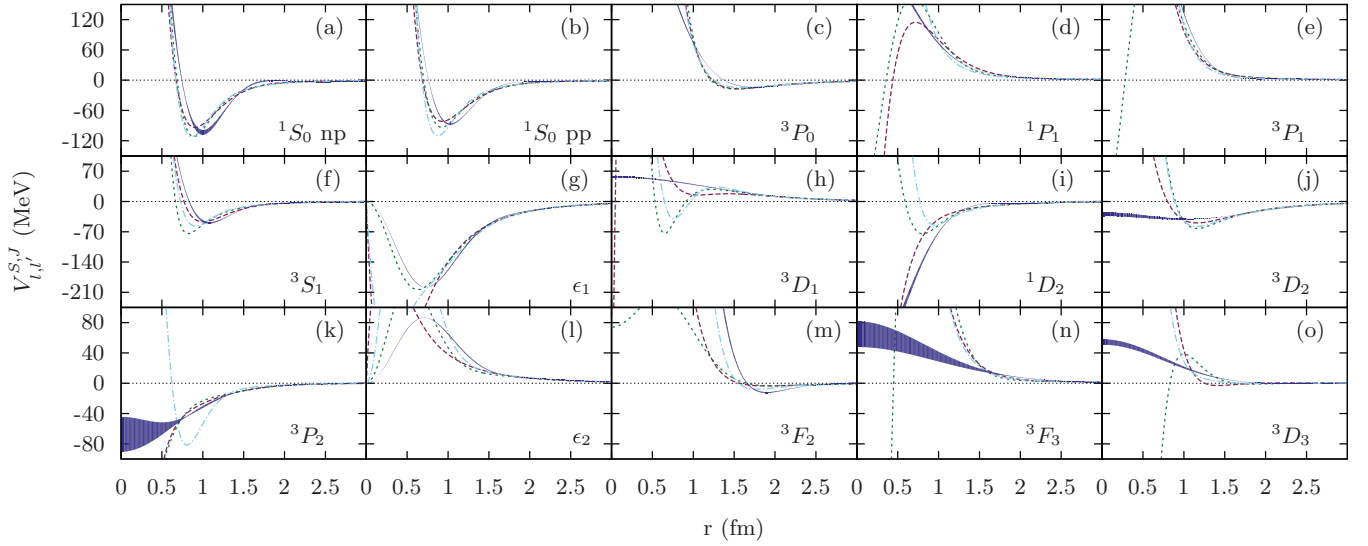 150
60
0
-60
-120
(a)
¹S₀ np
(b)
¹S₀ pp
(c)
³P₀
(d)
¹P₁
(e)
³P₁
70
0
-70
-140
-210
(f)
³S₁
(g)
ϵ₁
(h)
³D₁
(i)
¹D₂
(j)
³D₂
80
40
0
-40
-80
(k)
³P₂
(l)
ϵ₂
(m)
³F₂
(n)
³F₃
(o)
³D₃
V_{l,l′}^{S,J} (MeV)
0 0.5 1 1.5 2 2.5
0 0.5 1 1.5 2 2.5
0 0.5 1 1.5 2 2.5
0 0.5 1 1.5 2 2.5
0 0.5 1 1.5 2 2.5
r (fm)